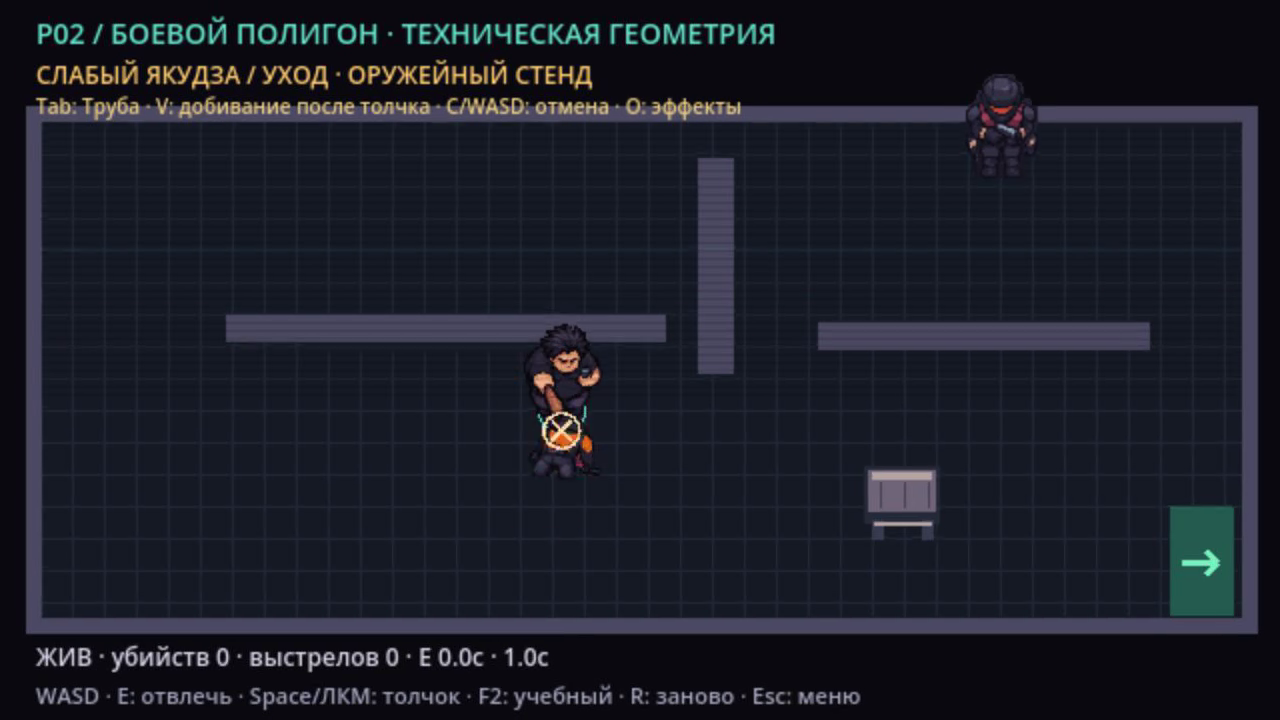 P02 / БОЕВОЙ ПОЛИГОН · ТЕХНИЧЕСКАЯ ГЕОМЕТРИЯ
СЛАБЫЙ ЯКУДЗА / УХОД · ОРУЖЕЙНЫЙ СТЕНД
Tab: Труба · V: добивание после толчка · C/WASD: отмена · O: эффекты
→
ЖИВ · убийств 0 · выстрелов 0 · E 0.0с · 1.0с
WASD · E: отвлечь · Space/ЛКМ: толчок · F2: учебный · R: заново · Esc: меню